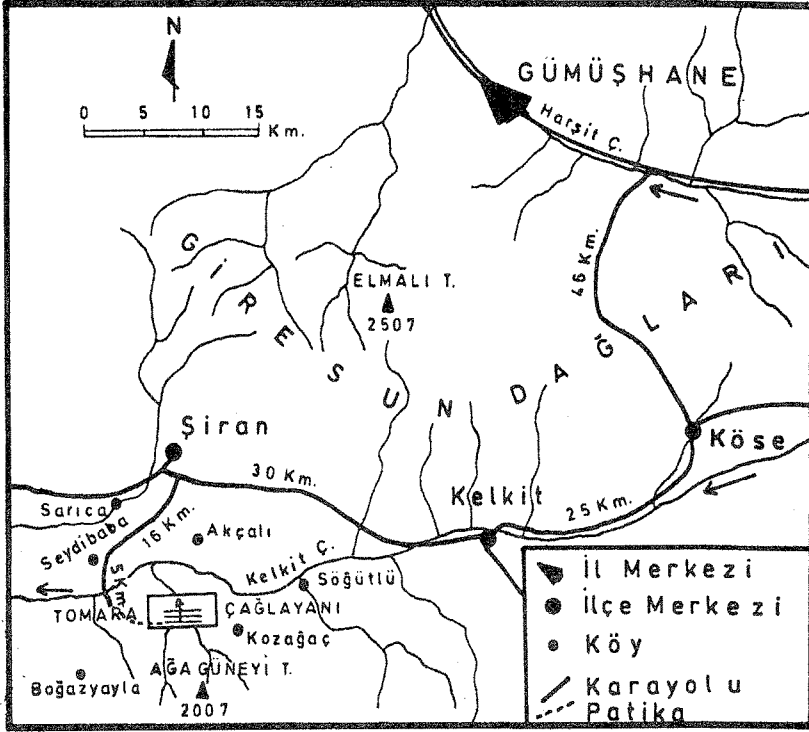 N
GÜMÜŞHANE
0 5 10 15
Km.
Harşit Ç.
46 Km.
GİRESUN DAĞLARI
ELMALI T.
2507
Şiran
Köse
30 Km.
Kelkit
25 Km.
Sarıca
16 Km.
Akçalı
Seydibaba
Kelkit Ç.
Söğütlü
5 Km.
TOMARA ÇAĞLAYANI
Kozağaç
AĞA GÜNEYİ T.
2007
Boğazyayla
İl Merkezi
İlçe Merkezi
Köy
Karayolu
Patika